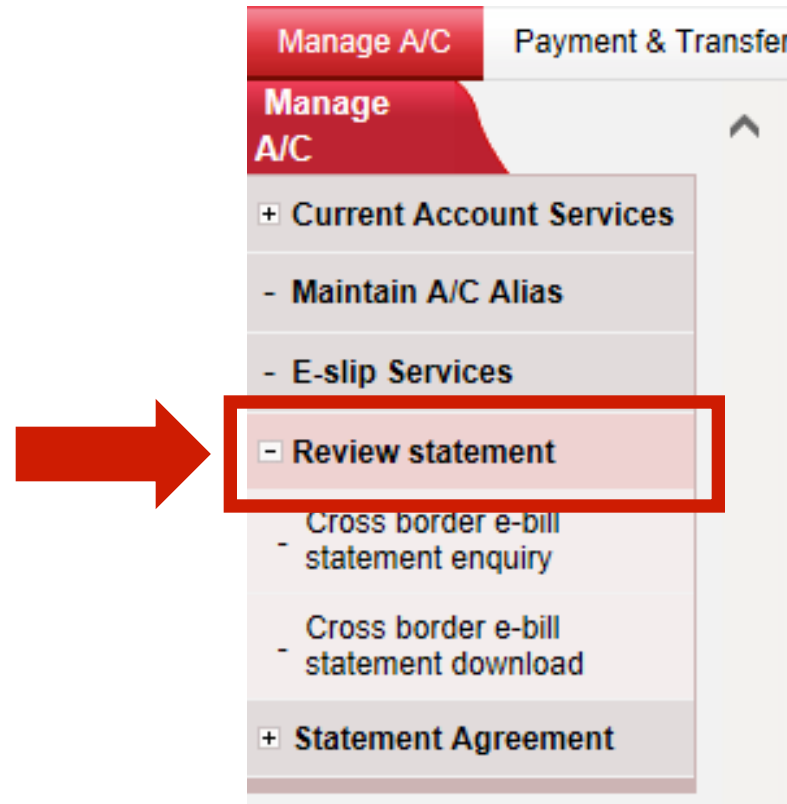 Manage A/C Payment & Transfer
Manage
A/C
+ Current Account Services
- Maintain A/C Alias
- E-slip Services
- Review statement
- Cross border e-bill
statement enquiry
- Cross border e-bill
statement download
+ Statement Agreement